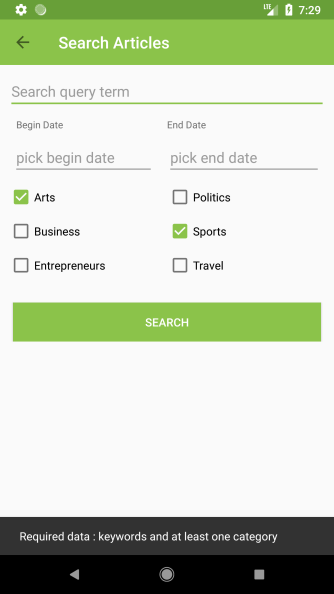 LTE 7:29
Search Articles
Search query term
Begin Date End Date
pick begin date pick end date
Arts Politics
Business Sports
Entrepreneurs Travel
SEARCH
Required data : keywords and at least one category